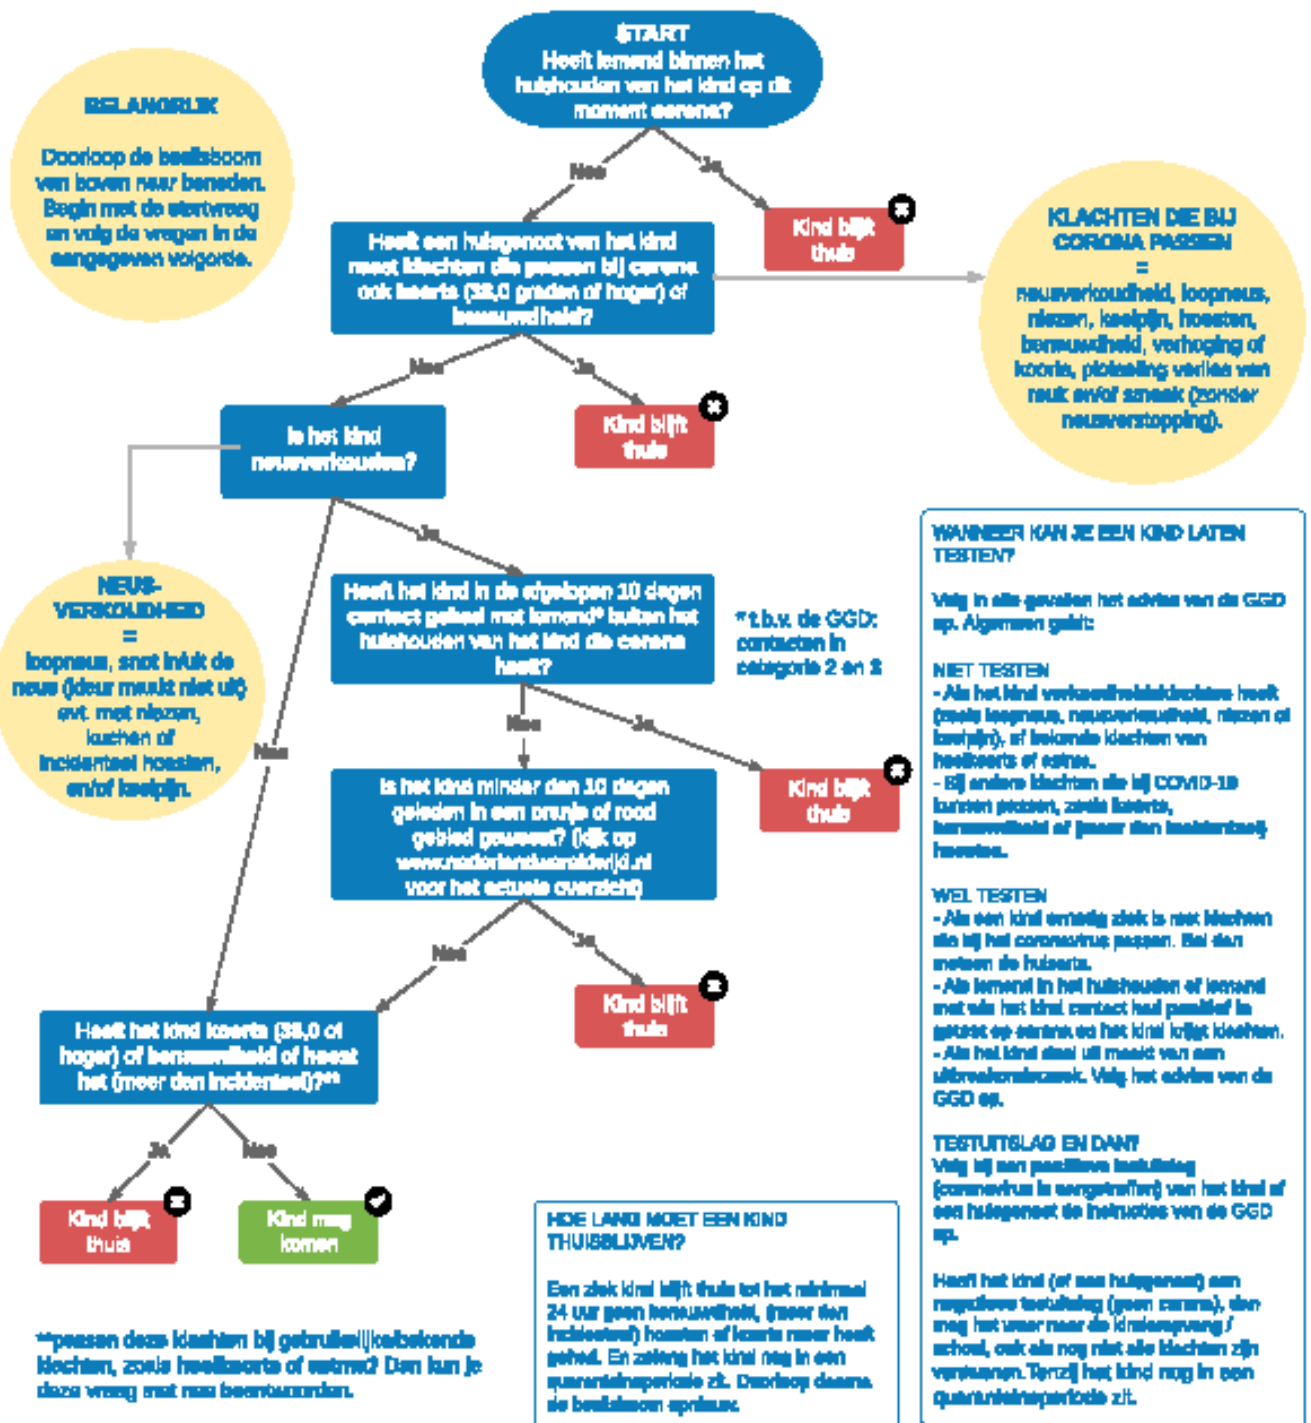 START
Heeft iemand binnen het
huishouden van het kind op dit
moment corona?
BELANGRIJK
Doorloop de beslisboom
van boven naar beneden.
Begin met de startvraag
en volg de vragen in de
aangegeven volgorde.
Nee
Ja
Kind blijft
thuis
KLACHTEN DIE BIJ
CORONA PASSEN
=
neusverkoudheid, loopneus,
niezen, keelpijn, hoesten,
benauwdheid, verhoging of
koorts, plotseling verlies van
reuk en/of smaak (zonder
neusverstopping).
Heeft een huisgenoot van het kind
naast klachten die passen bij corona
ook koorts (38,0 graden of hoger) of
benauwdheid?
Nee
Ja
Kind blijft
thuis
Is het kind
neusverkouden?
Nee
Ja
NEUS-
VERKOUDHEID
=
loopneus, snot in/uit de
neus (kleur maakt niet uit)
evt. met niezen,
kuchen of
incidenteel hoesten,
en/of keelpijn.
Heeft het kind in de afgelopen 10 dagen
contact gehad met iemand* buiten het
huishouden van het kind die corona
heeft?
* t.b.v. de GGD:
contacten in
categorie 2 en 3
Nee
Ja
Kind blijft
thuis
Is het kind minder dan 10 dagen
geleden in een oranje of rood
gebied geweest? (kijk op
www.nederlandwereldwijd.nl
voor het actuele overzicht)
Nee
Ja
Kind blijft
thuis
Heeft het kind koorts (38,0 of
hoger) of benauwdheid of hoest
het (meer dan incidenteel)?**
Ja
Nee
Kind blijft
thuis
Kind mag
komen
**passen deze klachten bij gebruikelijke/bekende
klachten, zoals hooikoorts of astma? Dan kun je
deze vraag met nee beantwoorden.
HOE LANG MOET EEN KIND
THUISBLIJVEN?
Een ziek kind blijft thuis tot het minimaal
24 uur geen benauwdheid, (meer dan
incidenteel) hoesten of koorts meer heeft
gehad. En zolang het kind nog in een
quarantaineperiode zit. Doorloop daarna
de beslisboom opnieuw.
WANNEER KAN JE EEN KIND LATEN
TESTEN?
Volg in alle gevallen het advies van de GGD
op. Algemeen geldt:
NIET TESTEN
- Als het kind verkoudheidsklachten heeft
(zoals loopneus, neusverkoudheid, niezen of
keelpijn), of bekende klachten van
hooikoorts of astma.
- Bij andere klachten die bij COVID-19
kunnen passen, zoals koorts,
benauwdheid of (meer dan incidenteel)
hoesten.
WEL TESTEN
- Als een kind ernstig ziek is met klachten
die bij het coronavirus passen. Bel dan
meteen de huisarts.
- Als iemand in het huishouden of iemand
met wie het kind contact had positief is
getest op corona en het kind krijgt klachten.
- Als het kind deel uit maakt van een
uitbraakonderzoek. Volg het advies van de
GGD op.
TESTUITSLAG EN DAN?
Volg bij een positieve testuitslag
(coronavirus is aangetroffen) van het kind of
een huisgenoot de instructies van de GGD
op.
Heeft het kind (of een huisgenoot) een
negatieve testuitslag (geen corona), dan
mag het weer naar de kinderopvang /
school, ook als nog niet alle klachten zijn
verdwenen. Tenzij het kind nog in een
quarantaineperiode zit.